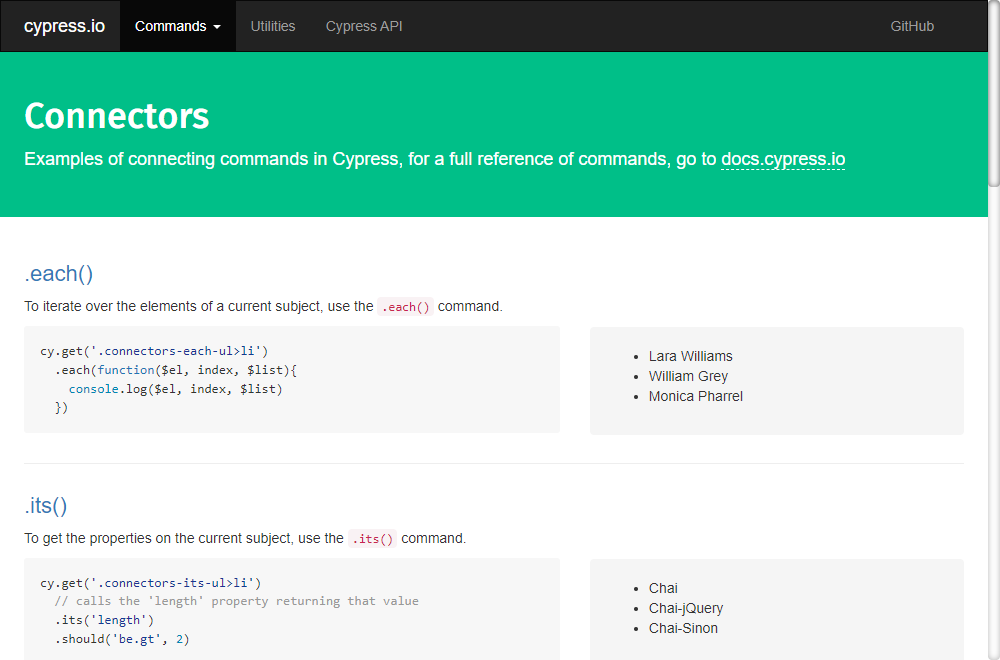 cypress.io Commands Utilities Cypress API GitHub
Connectors
Examples of connecting commands in Cypress, for a full reference of commands, go to docs.cypress.io
.each()
To iterate over the elements of a current subject, use the .each() command.
cy.get('.connectors-each-ul>li')
.each(function($el, index, $list){
console.log($el, index, $list)
})
• Lara Williams
• William Grey
• Monica Pharrel
.its()
To get the properties on the current subject, use the .its() command.
cy.get('.connectors-its-ul>li')
// calls the 'length' property returning that value
.its('length')
.should('be.gt', 2)
• Chai
• Chai-jQuery
• Chai-Sinon